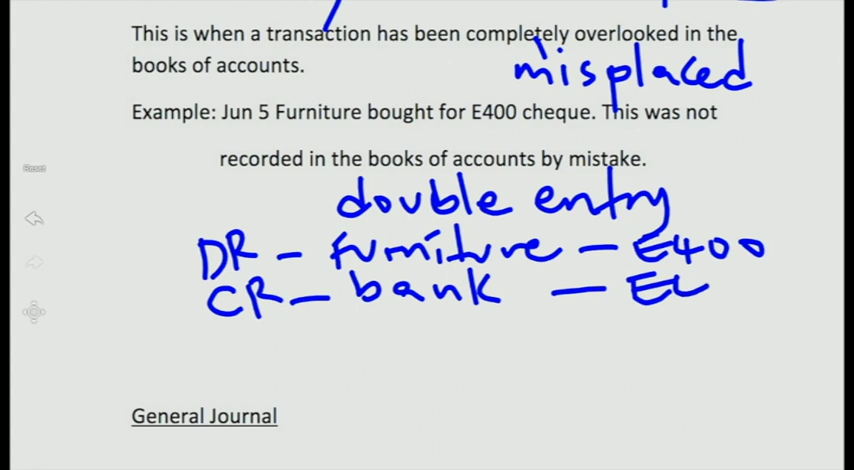 This is when a transaction has been completely overlooked in the
books of accounts.
misplaced
Example: Jun 5 Furniture bought for E400 cheque. This was not
recorded in the books of accounts by mistake.
Reset
double entry
DR - furniture - E400
CR - bank - E
General Journal